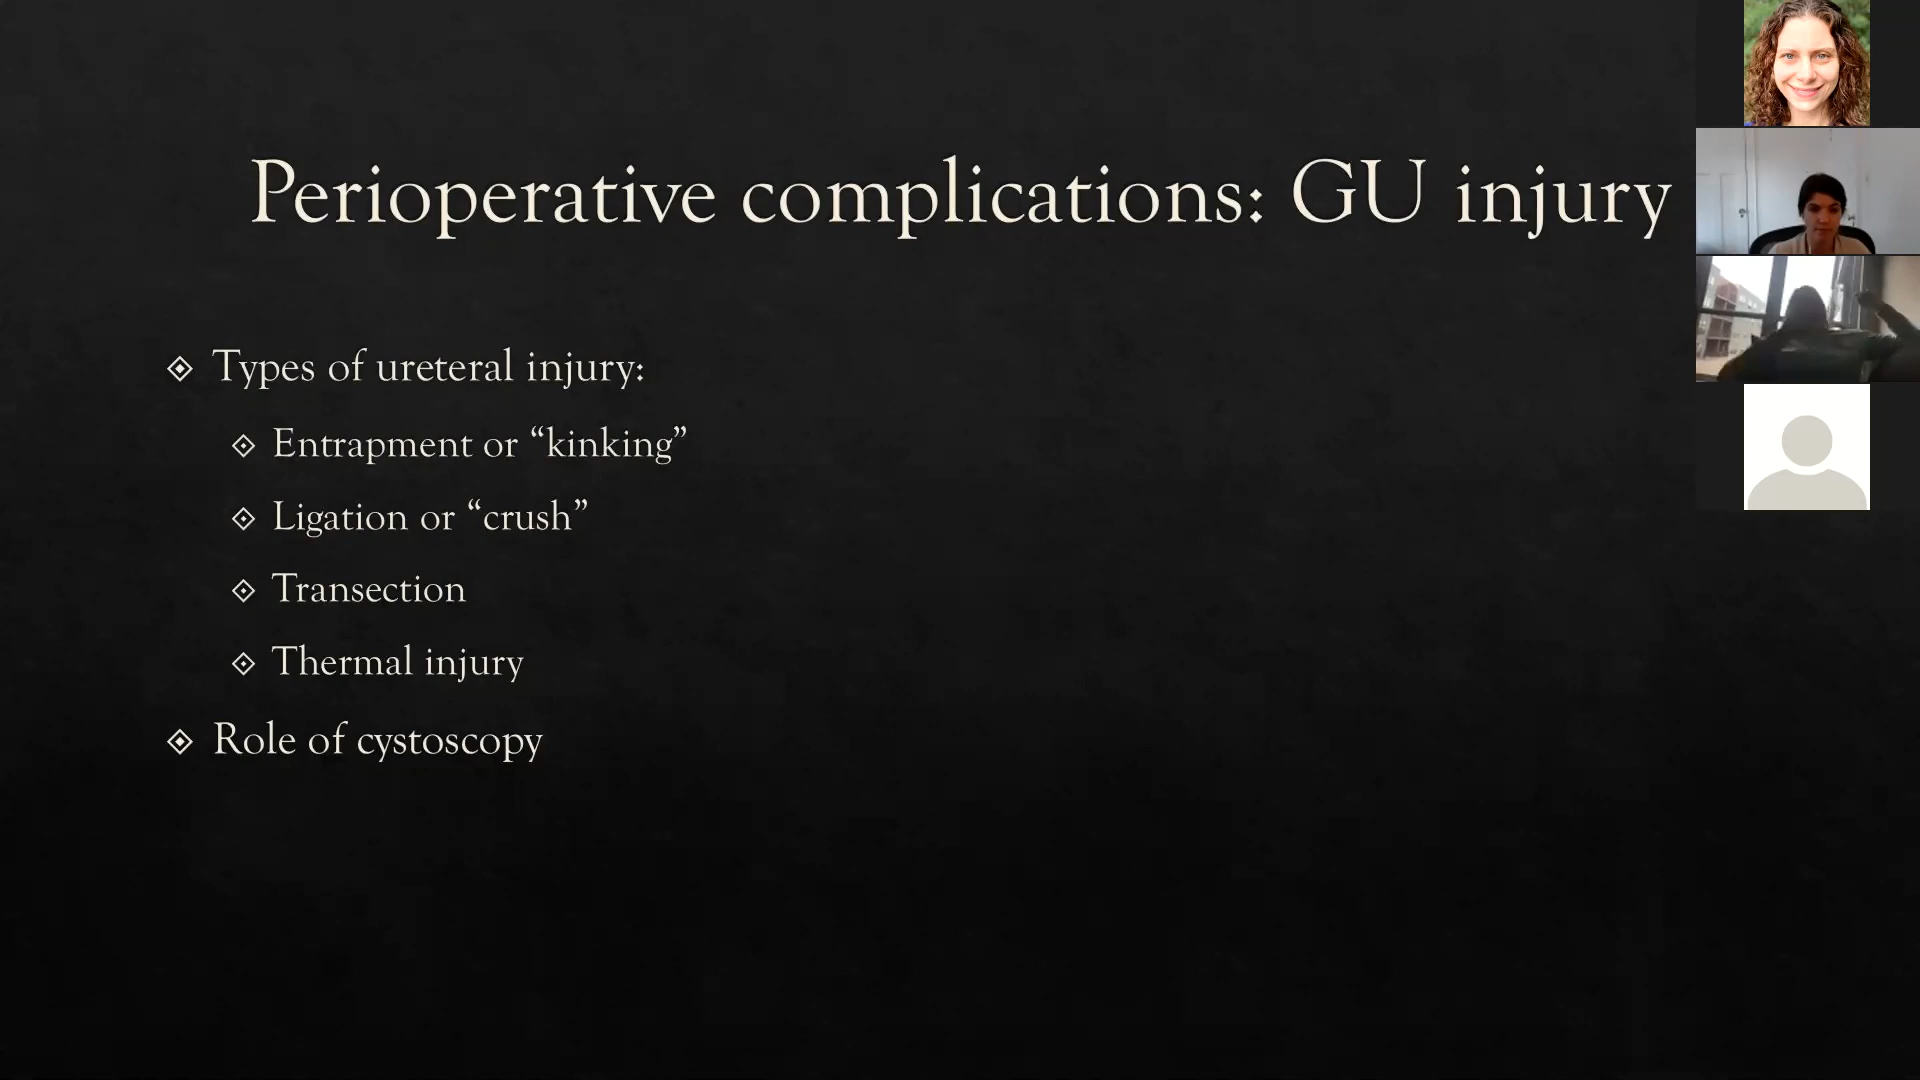 Perioperative complications: GU injury
Types of ureteral injury:
Entrapment or “kinking”
Ligation or “crush”
Transection
Thermal injury
Role of cystoscopy